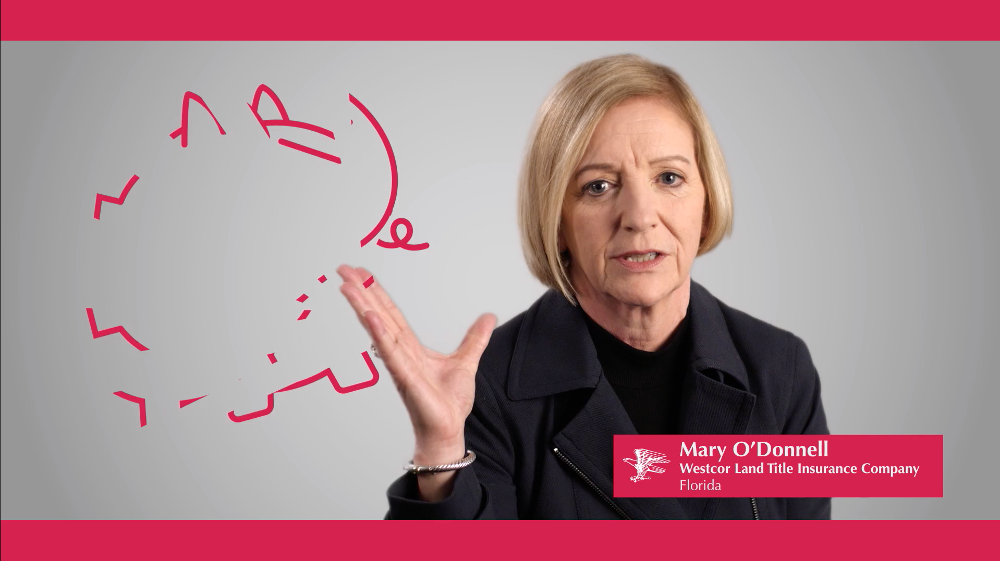 Mary O’Donnell
Westcor Land Title Insurance Company
Florida